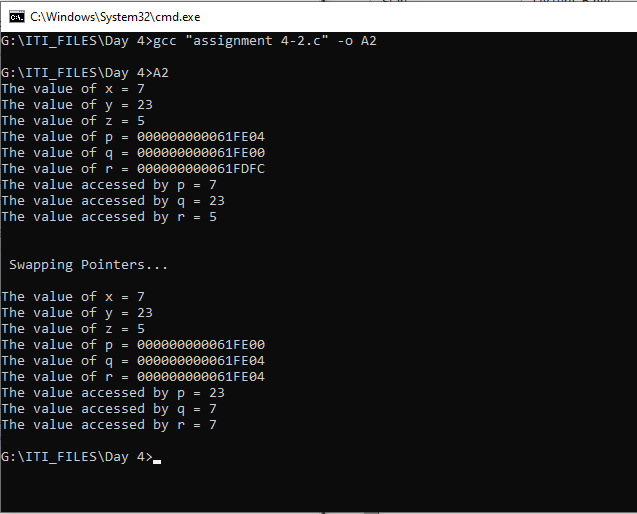 C:\Windows\System32\cmd.exe
G:\ITI_FILES\Day 4>gcc "assignment 4-2.c" -o A2
G:\ITI_FILES\Day 4>A2
The value of x = 7
The value of y = 23
The value of z = 5
The value of p = 000000000061FE04
The value of q = 000000000061FE00
The value of r = 000000000061FDFC
The value accessed by p = 7
The value accessed by q = 23
The value accessed by r = 5
Swapping Pointers...
The value of x = 7
The value of y = 23
The value of z = 5
The value of p = 000000000061FE00
The value of q = 000000000061FE04
The value of r = 000000000061FE04
The value accessed by p = 23
The value accessed by q = 7
The value accessed by r = 7
G:\ITI_FILES\Day 4>